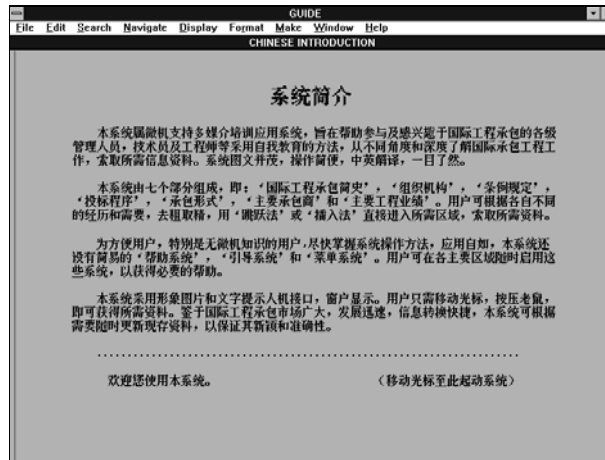 GUIDE
File Edit Search Navigate Display Format Make Window Help
CHINESE INTRODUCTION
系统简介
本系统属微机支持多媒介培训应用系统，旨在帮助参与及感兴趣于国际工程承包的各级
管理人员，技术员及工程师等采用自我教育的方法，从不同角度和深度了解国际承包工程工
作，索取所需信息资料。系统图文并茂，操作简便，中英解译，一目了然。
本系统由七个部分组成，即：‘国际工程承包简史’，‘组织机构’，‘条例规定’，
‘投标程序’，‘承包形式’，‘主要承包商’和‘主要工程业绩’。用户可根据各自不同
的经历和需要，去粗取精，用‘跳跃法’或‘插入法’直接进入所需区域，索取所需资料。
为方便用户，特别是无微机知识的用户，尽快掌握系统操作方法，应用自如，本系统还
设有简易的‘帮助系统’，‘引导系统’和‘菜单系统’。用户可在各主要区域随时启用这
些系统，以获得必要的帮助。
本系统采用形象图片和文字提示人机接口，窗户显示。用户只需移动光标，按压老鼠，
即可获得所需资料。鉴于国际工程承包市场广大，发展迅速，信息转换快捷，本系统可根据
需要随时更新现存资料，以保证其新颖和准确性。
欢迎您使用本系统。 （移动光标至此起动系统）